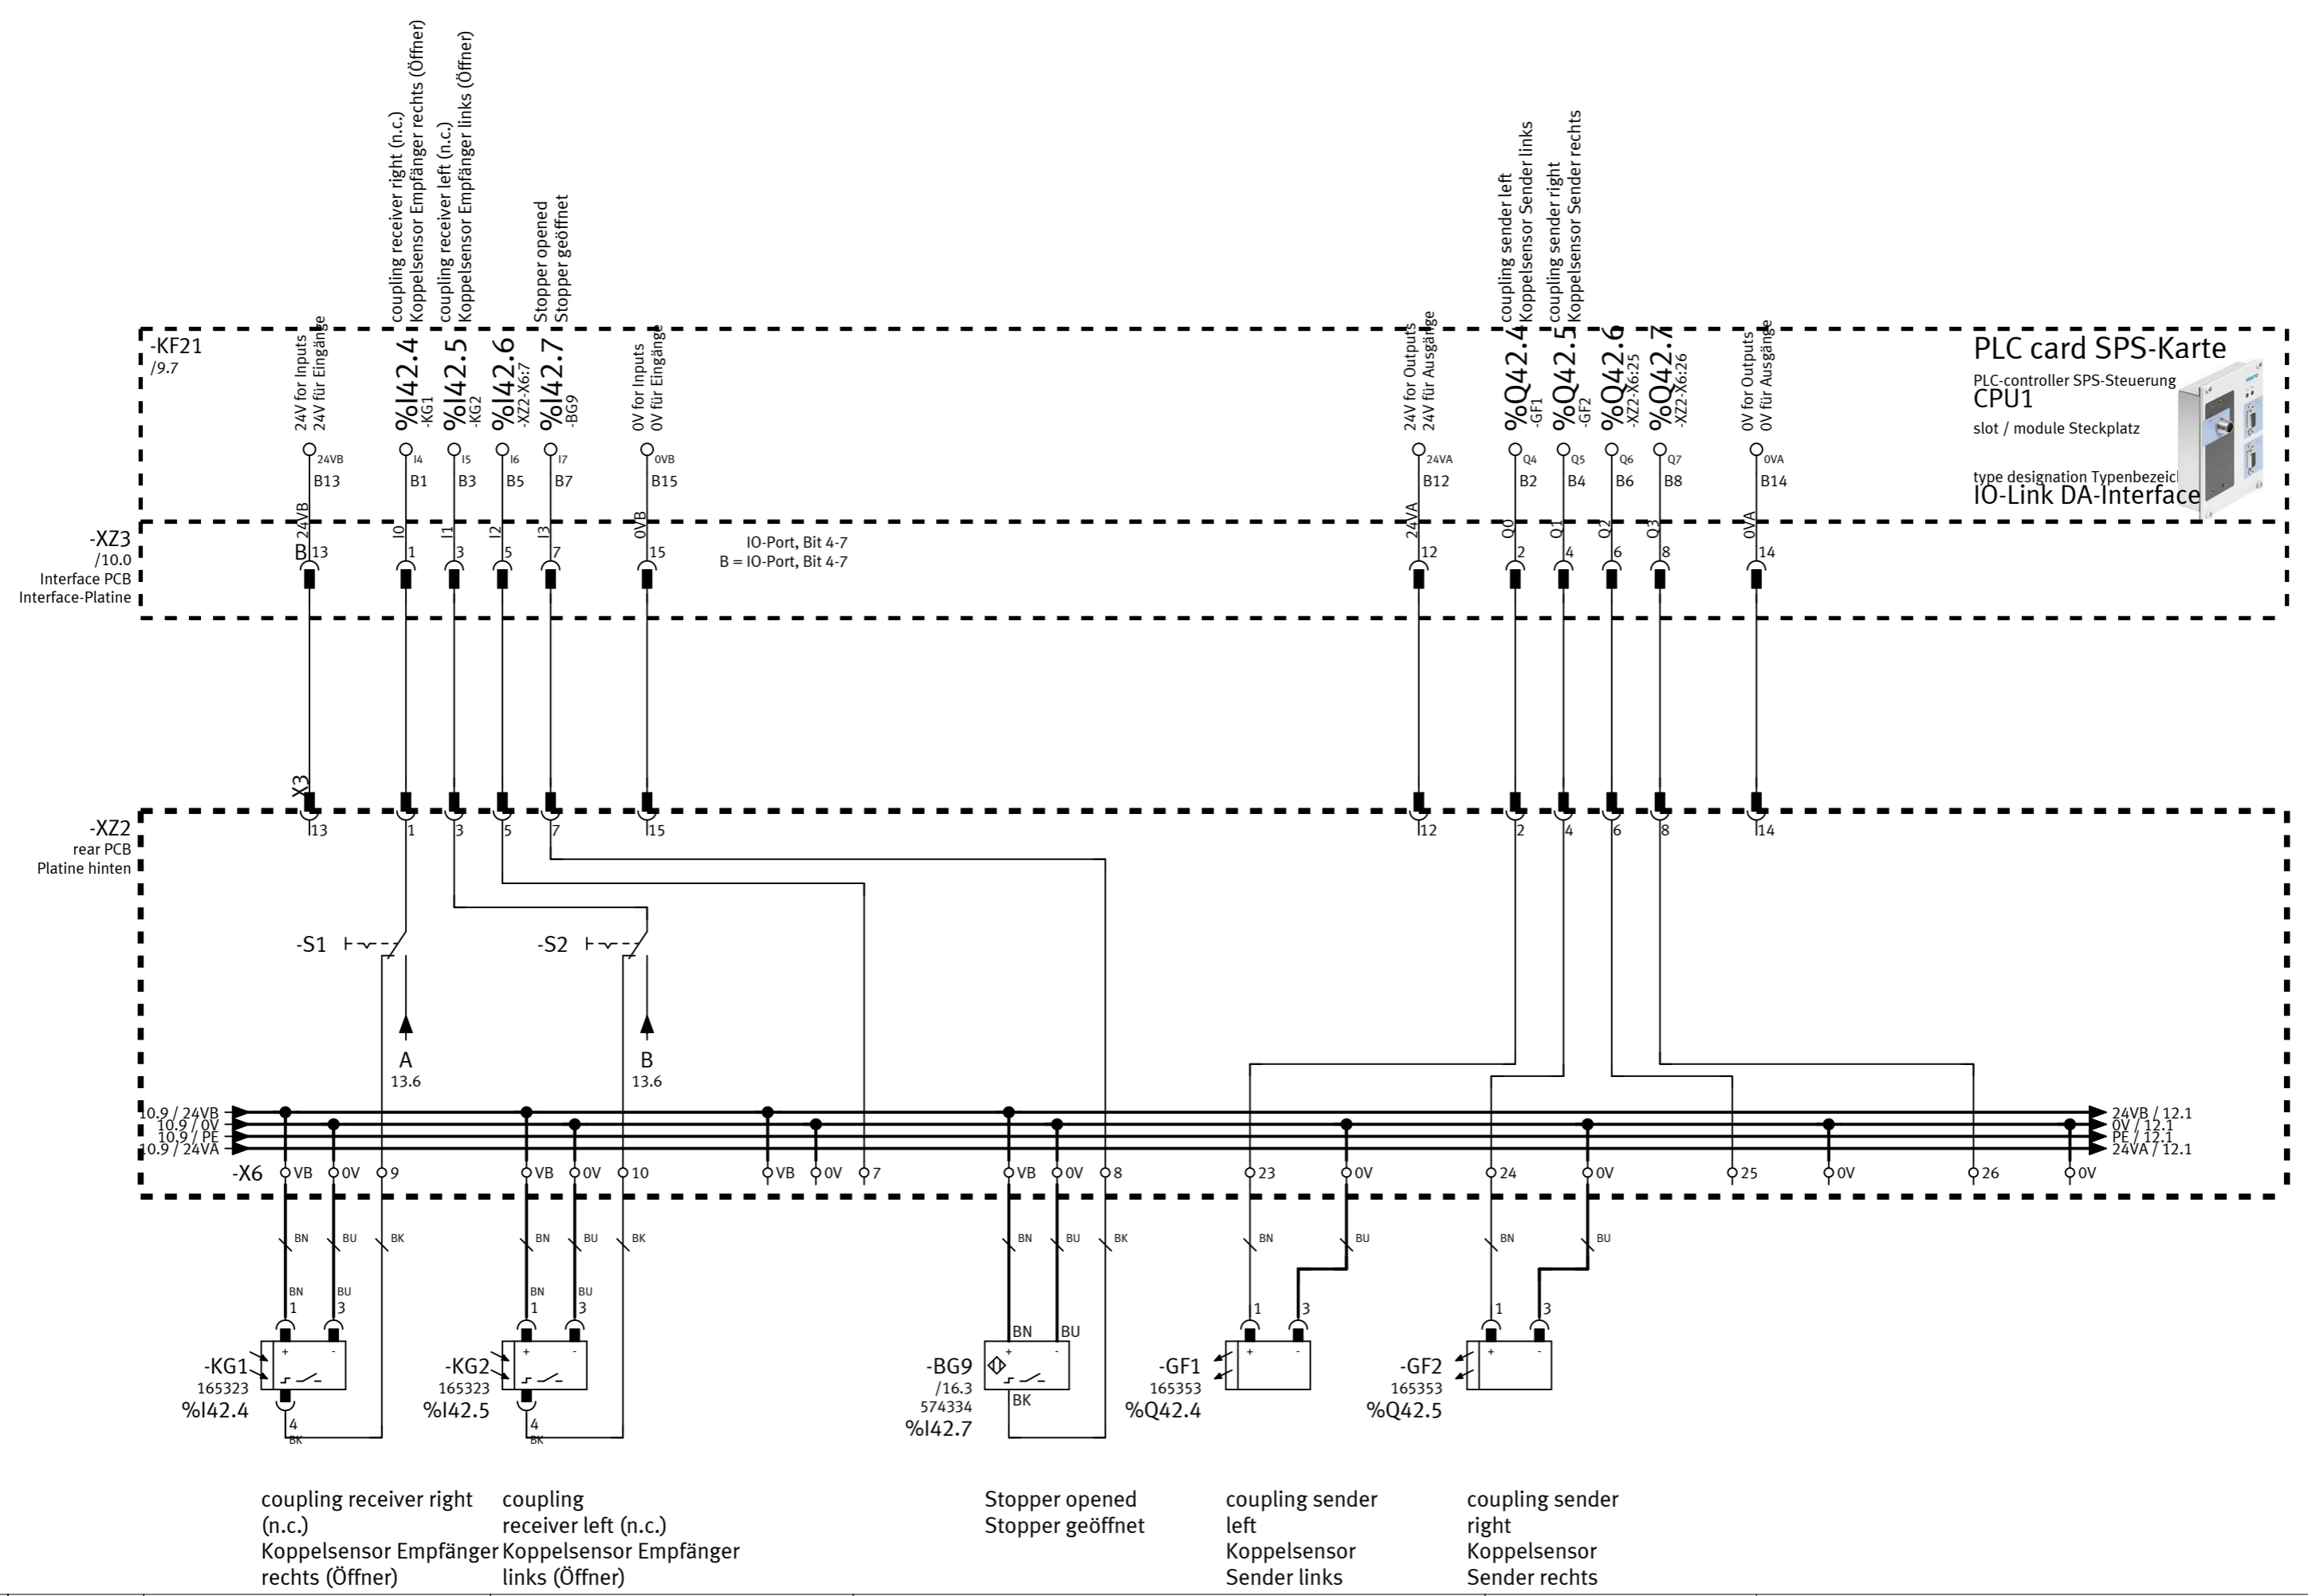 coupling receiver right (n.c.)
Koppelsensor Empfänger rechts (Öffner)
coupling receiver left (n.c.)
Koppelsensor Empfänger links (Öffner)
Stopper opened
Stopper geöffnet
coupling sender left
Koppelsensor Sender links
coupling sender right
Koppelsensor Sender rechts
-KF21
/9.7
24V for Inputs
24V für Eingänge
%I42.4
-KG1
%I42.5
-KG2
%I42.6
-XZ2-X6:7
%I42.7
-BG9
0V for Inputs
0V für Eingänge
24V for Outputs
24V für Ausgänge
%Q42.4
-GF1
%Q42.5
-GF2
%Q42.6
-XZ2-X6:25
%Q42.7
-XZ2-X6:26
0V for Outputs
0V für Ausgänge
PLC card SPS-Karte
PLC-controller SPS-Steuerung
CPU1
slot / module Steckplatz
type designation Typenbezeic
IO-Link DA-Interface
24VB I4 I5 I6 I7 0VB 24VA Q4 Q5 Q6 Q7 0VA
B13 B1 B3 B5 B7 B15 B12 B2 B4 B6 B8 B14
24VB I0 I1 I2 I3 0VB 24VA Q0 Q1 Q2 Q3 0VA
-XZ3
/10.0
Interface PCB
Interface-Platine
B 13 1 3 5 7 15 12 2 4 6 8 14
IO-Port, Bit 4-7
B = IO-Port, Bit 4-7
X3
-XZ2
rear PCB
Platine hinten
13 1 3 5 7 15 12 2 4 6 8 14
-S1 -S2
A B
13.6 13.6
10.9 / 24VB 24VB / 12.1
10.9 / 0V 0V / 12.1
10.9 / PE PE / 12.1
10.9 / 24VA 24VA / 12.1
-X6 VB 0V 9 VB 0V 10 VB 0V 7 VB 0V 8 23 0V 24 0V 25 0V 26 0V
BN BU BK BN BU BK BN BU BK BN BU BN BU
BN BU BN BU
1 3 1 3 1 3 1 3
BN BU
+ - + - + - + - + -
-KG1
165323
%I42.4
4
BK
-KG2
165323
%I42.5
4
BK
-BG9
/16.3
574334
%I42.7
BK
-GF1
165353
%Q42.4
-GF2
165353
%Q42.5
coupling receiver right
(n.c.)
Koppelsensor Empfänger
rechts (Öffner)
coupling
receiver left (n.c.)
Koppelsensor Empfänger
links (Öffner)
Stopper opened
Stopper geöffnet
coupling sender
left
Koppelsensor
Sender links
coupling sender
right
Koppelsensor
Sender rechts